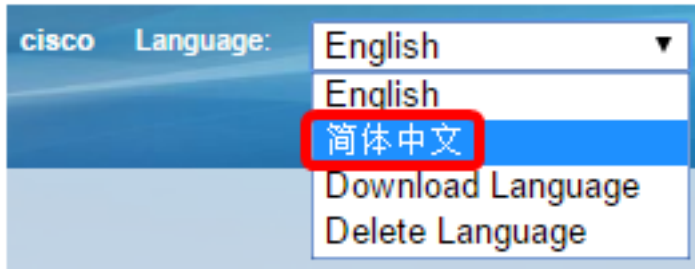 cisco Language: English ▼
English
简体中文
Download Language
Delete Language